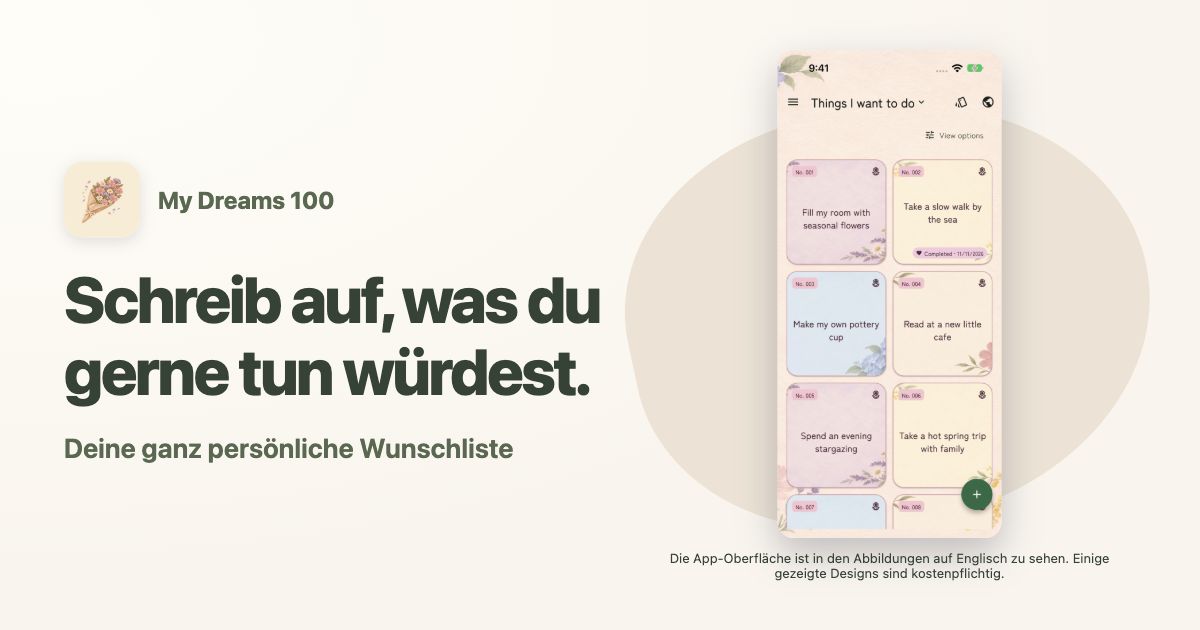 My Dreams 100
Schreib auf, was du
gerne tun würdest.
Deine ganz persönliche Wunschliste
9:41
Things I want to do
View options
No. 001
Fill my room with
seasonal flowers
No. 002
Take a slow walk by
the sea
Completed · 11/11/2026
No. 003
Make my own pottery
cup
No. 004
Read at a new little
cafe
No. 005
Spend an evening
stargazing
No. 006
Take a hot spring trip
with family
No. 007
No. 008
Die App-Oberfläche ist in den Abbildungen auf Englisch zu sehen. Einige
gezeigte Designs sind kostenpflichtig.